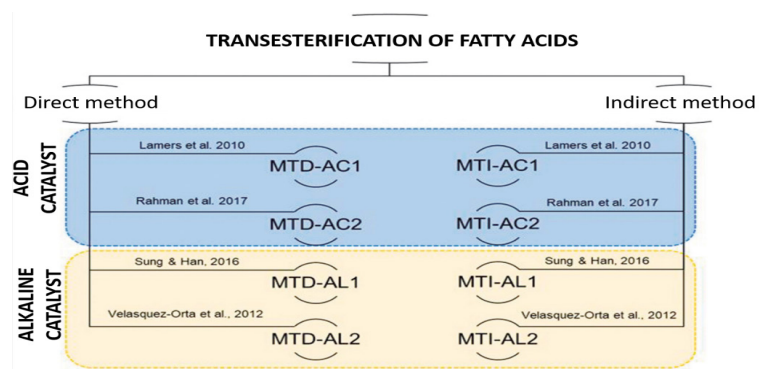 TRANSESTERIFICATION OF FATTY ACIDS
Direct method
Indirect method
ACID
CATALYST
Lamers et al. 2010
MTD-AC1
Lamers et al. 2010
MTI-AC1
Rahman et al. 2017
MTD-AC2
Rahman et al. 2017
MTI-AC2
ALKALINE
CATALYST
Sung & Han, 2016
MTD-AL1
Sung & Han, 2016
MTI-AL1
Velasquez-Orta et al., 2012
MTD-AL2
Velasquez-Orta et al., 2012
MTI-AL2